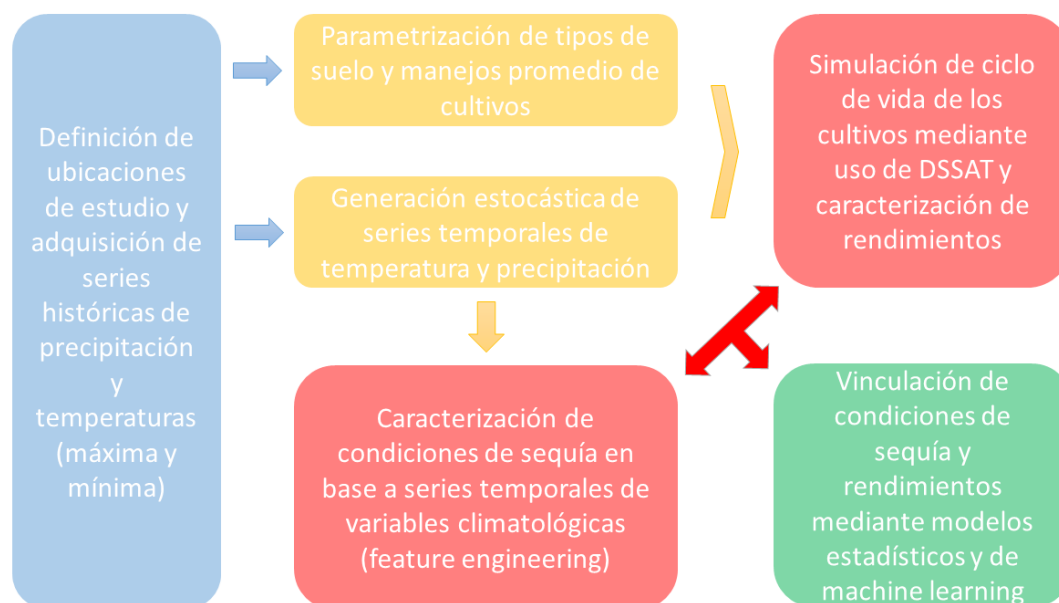 Definición de
ubicaciones
de estudio y
adquisición de
series
históricas de
precipitación
y
temperaturas
(máxima y
mínima)
Parametrización de tipos de
suelo y manejos promedio de
cultivos
Generación estocástica de
series temporales de
temperatura y precipitación
Caracterización de
condiciones de sequía en
base a series temporales de
variables climatológicas
(feature engineering)
Simulación de ciclo
de vida de los
cultivos mediante
uso de DSSAT y
caracterización de
rendimientos
Vinculación de
condiciones de
sequía y
rendimientos
mediante modelos
estadísticos y de
machine learning